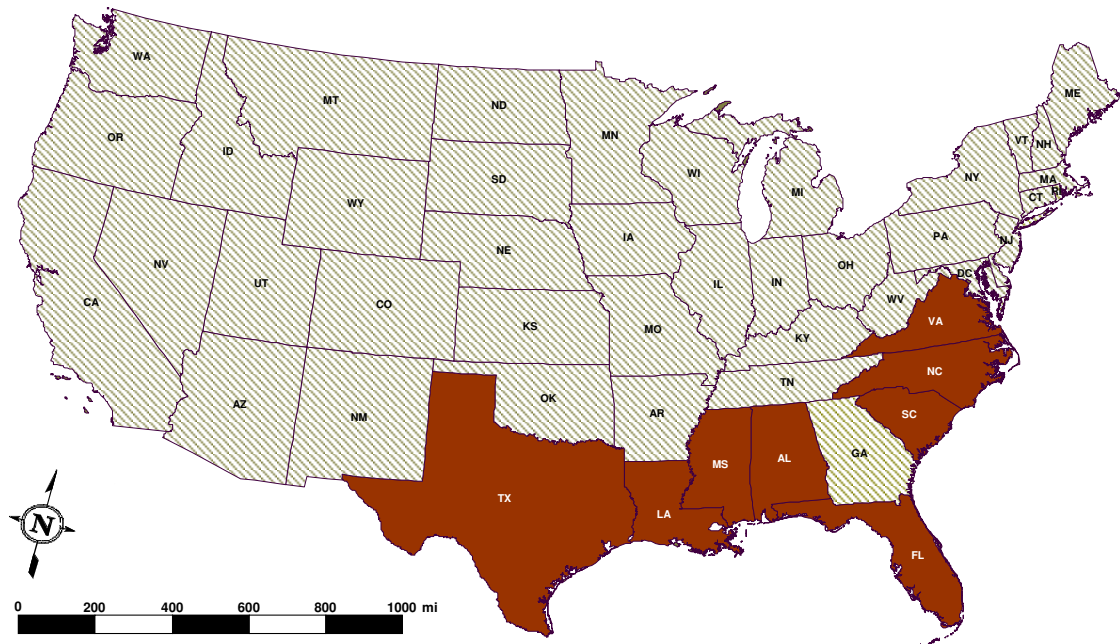 WA
MT
ND
MN
ME
OR
ID
SD
WI
MI
VT
NH
NY
MA
CT
RI
WY
IA
NE
PA
NJ
NV
UT
CO
IL
IN
OH
DC
CA
KS
MO
WV
VA
KY
NC
TN
AZ
NM
OK
AR
SC
GA
MS
AL
TX
LA
FL
N
0 200 400 600 800 1000 mi